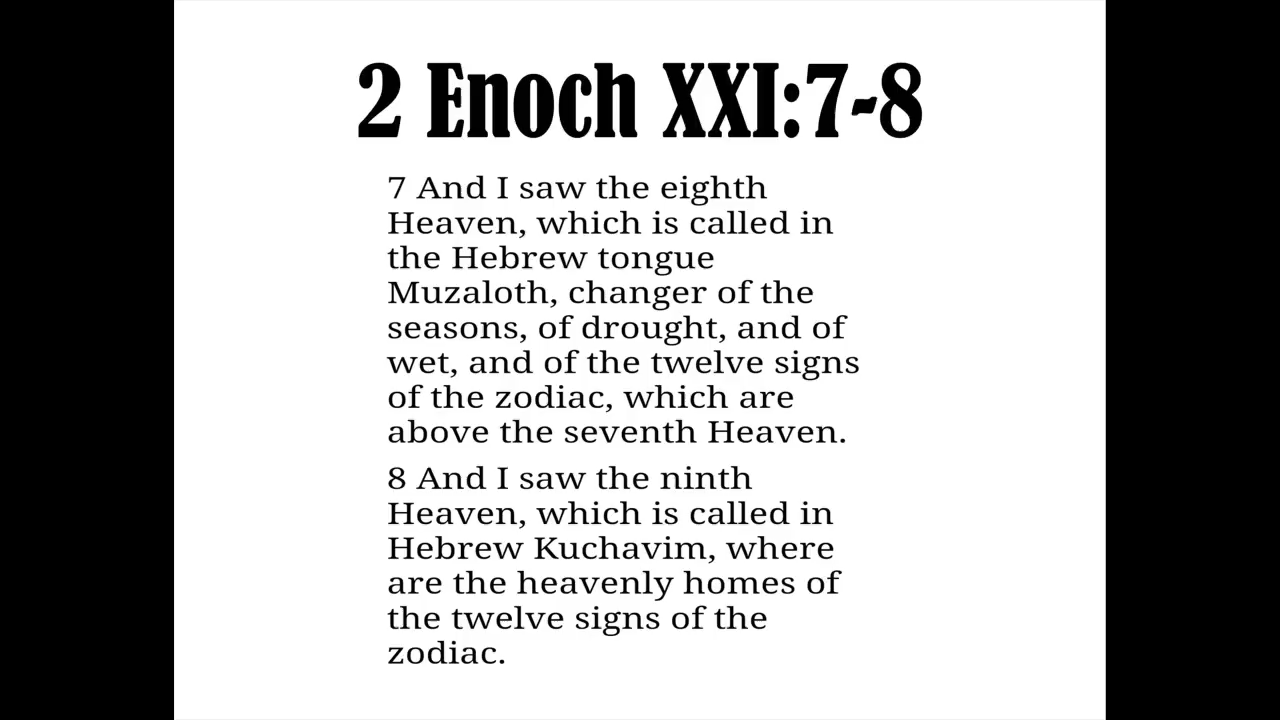 2 Enoch XXI:7-8
7 And I saw the eighth
Heaven, which is called in
the Hebrew tongue
Muzaloth, changer of the
seasons, of drought, and of
wet, and of the twelve signs
of the zodiac, which are
above the seventh Heaven.
8 And I saw the ninth
Heaven, which is called in
Hebrew Kuchavim, where
are the heavenly homes of
the twelve signs of the
zodiac.